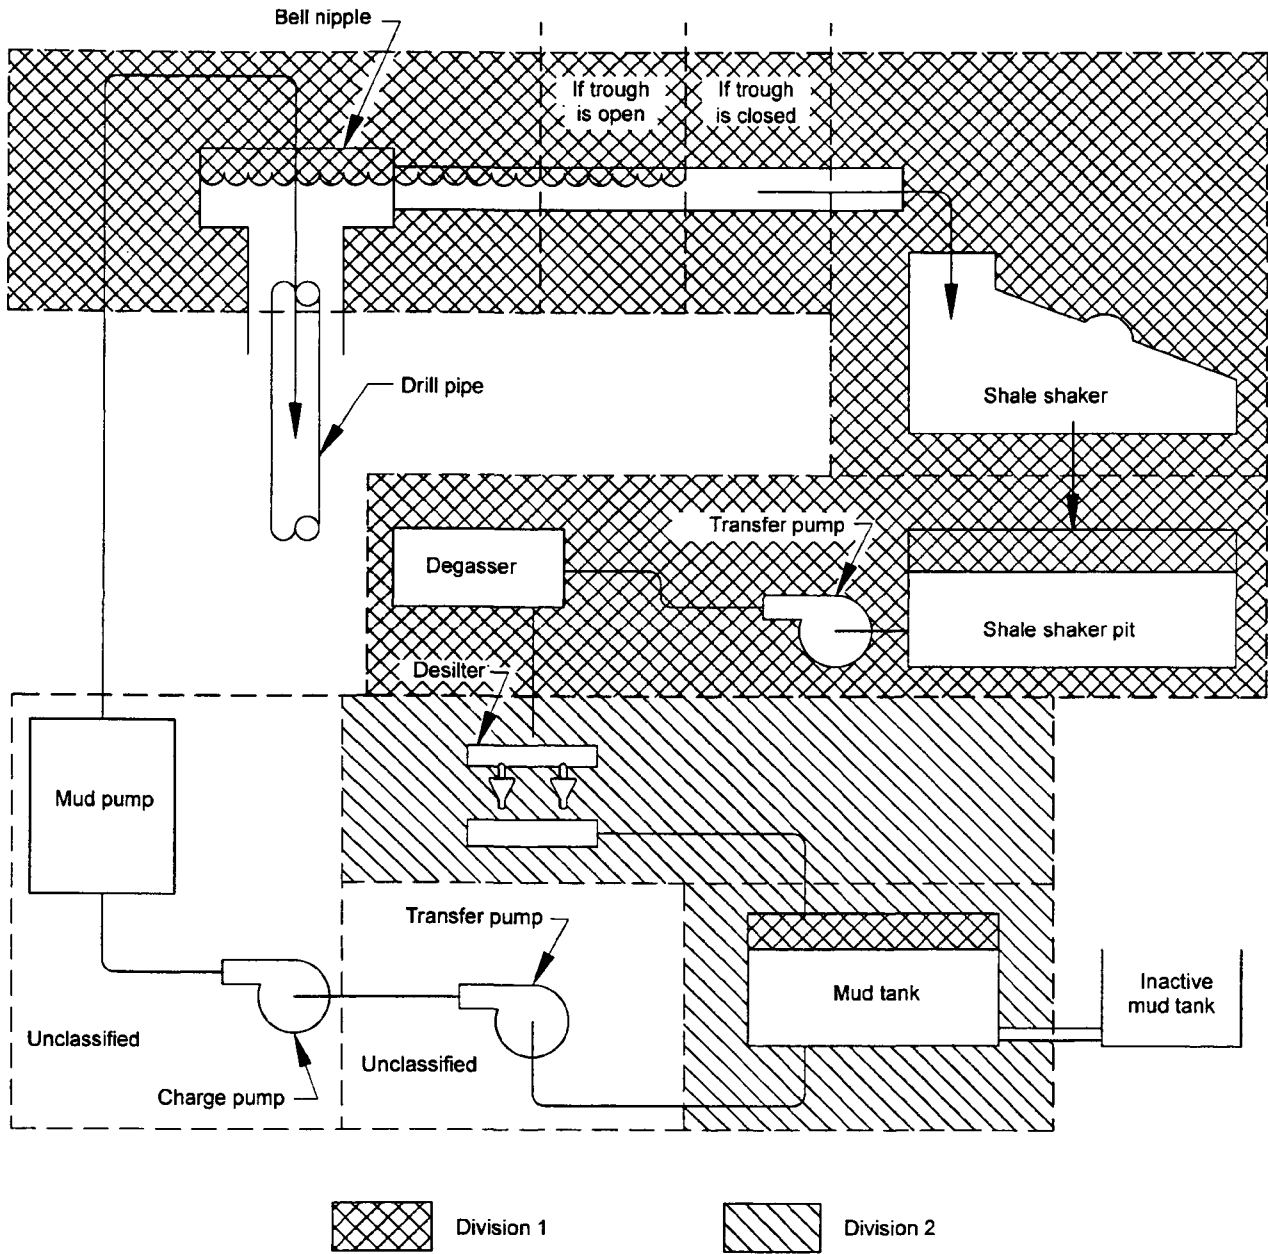 Bell nipple
If trough
is open
If trough
is closed
Drill pipe
Shale shaker
Transfer pump
Degasser
Shale shaker pit
Desilter
Mud pump
Transfer pump
Mud tank
Inactive
mud tank
Unclassified
Unclassified
Charge pump
Division 1
Division 2